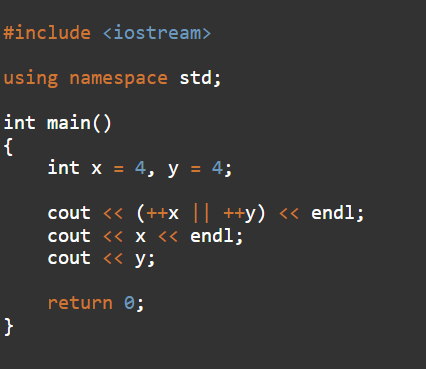 #include <iostream>
using namespace std;
int main()
{
    int x = 4, y = 4;
    cout << (++x || ++y) << endl;
    cout << x << endl;
    cout << y;
    return 0;
}